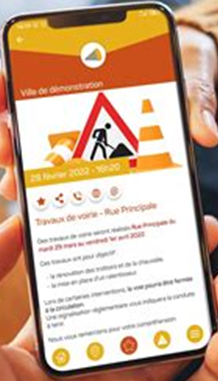 Ville de démonstration
28 février 2022 - 16h20
Travaux de voirie - Rue Principale
Des travaux de voirie seront réalisés Rue Principale du
mardi 29 mars au vendredi 1er avril 2022
Ces travaux ont pour objectif :
- la rénovation des trottoirs et de la chaussée,
- la mise en place d'un ralentisseur.
Lors de certaines interventions, la voie pourra être fermée
à la circulation.
Une signalisation réglementaire vous indiquera la conduite
à tenir.
Nous vous remercions pour votre compréhension